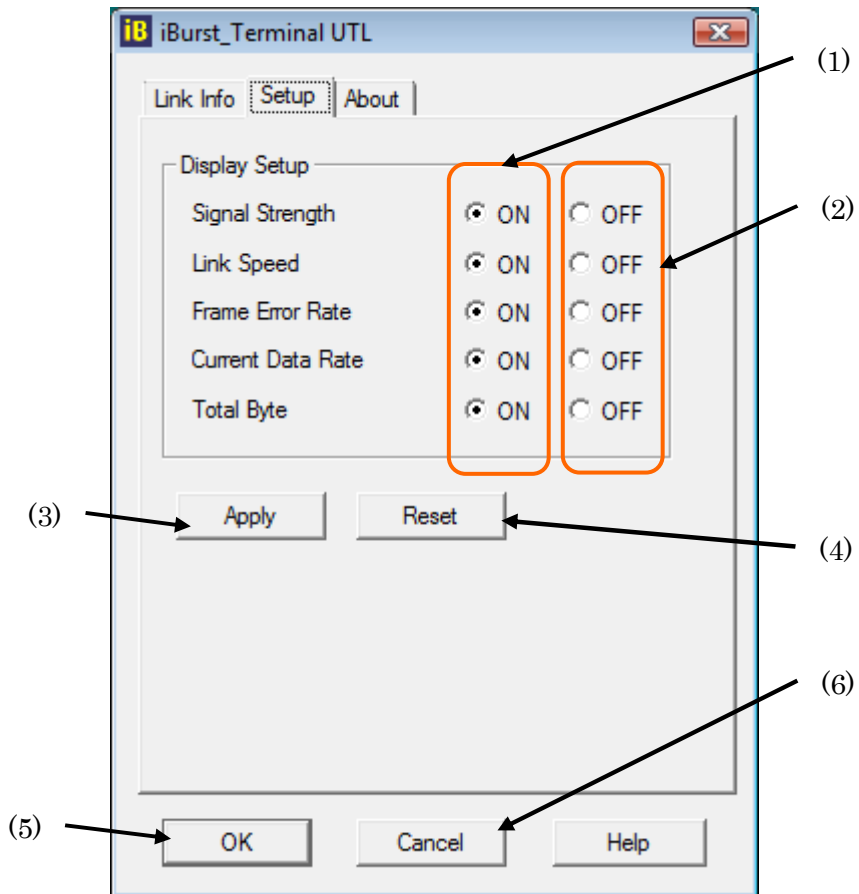 iB iBurst_Terminal UTL
(1)
Link Info Setup About
Display Setup
Signal Strength ON OFF
(2)
Link Speed ON OFF
Frame Error Rate ON OFF
Current Data Rate ON OFF
Total Byte ON OFF
(3)
Apply Reset
(4)
(6)
(5)
OK Cancel Help